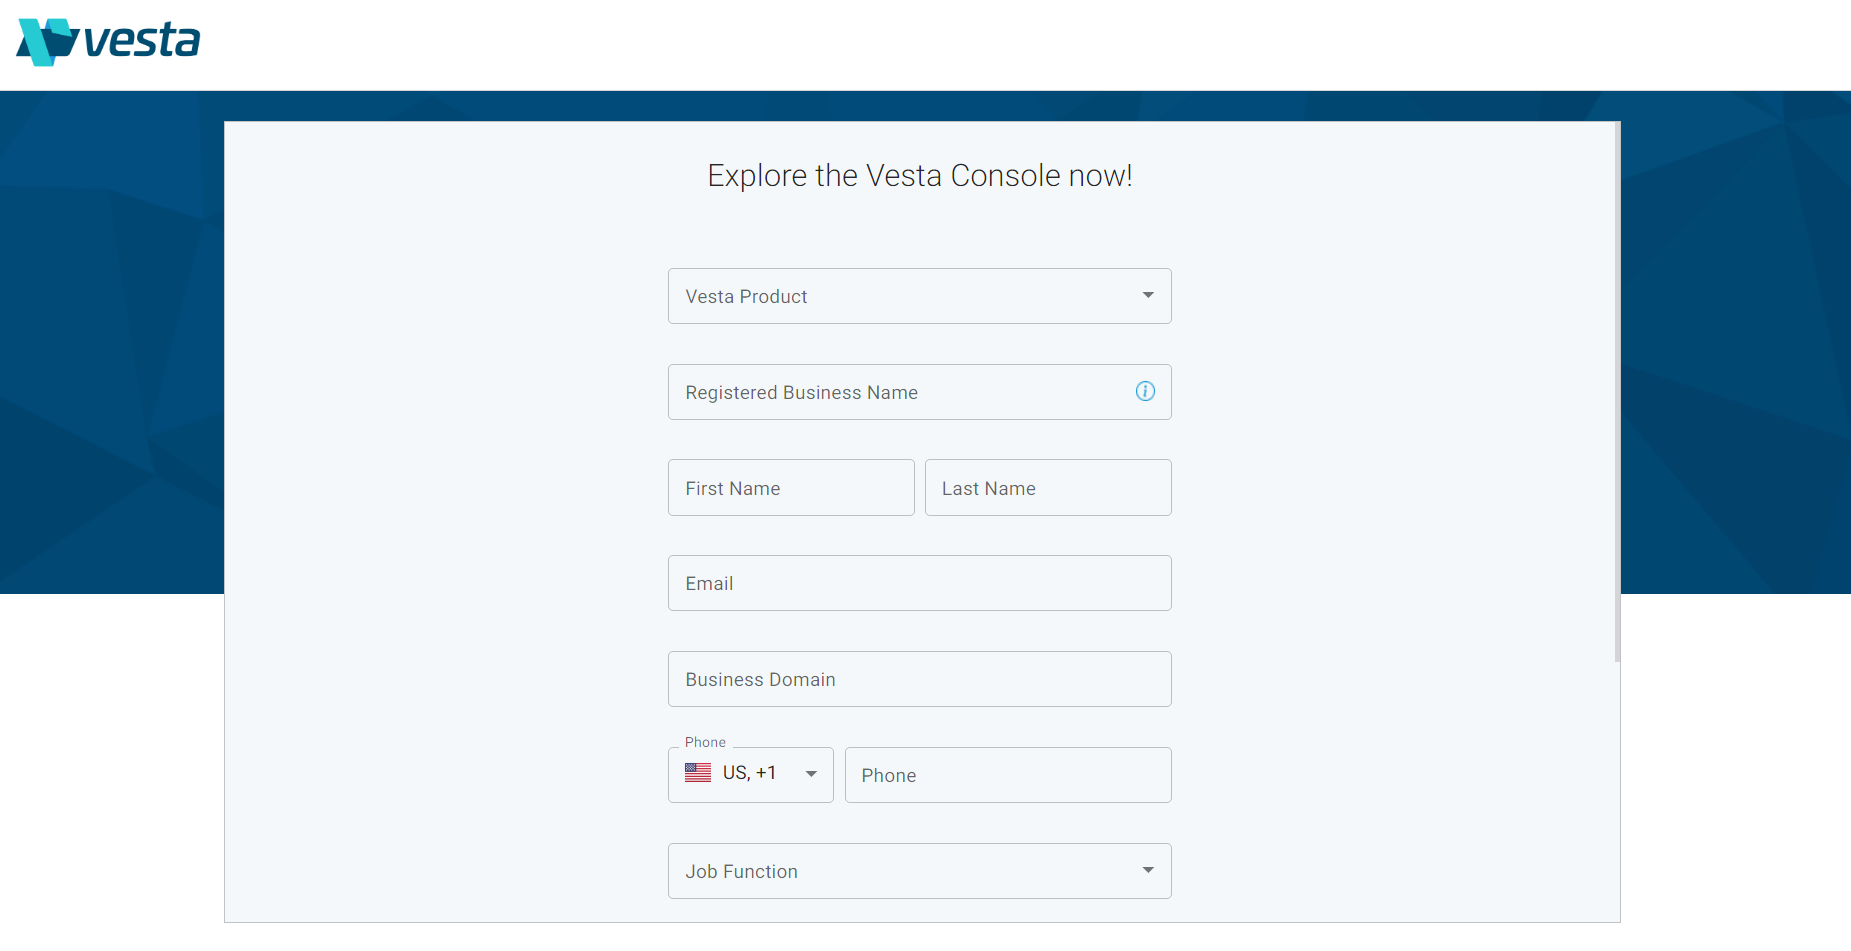 vesta
Explore the Vesta Console now!
Vesta Product
Registered Business Name
i
First Name
Last Name
Email
Business Domain
Phone
US, +1
Phone
Job Function